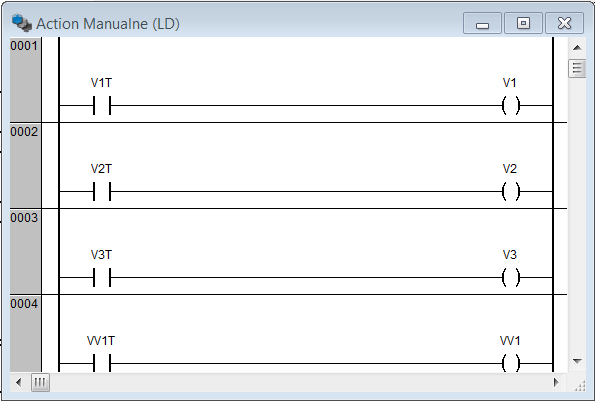 Action Manualne (LD)
0001
V1T V1
0002
V2T V2
0003
V3T V3
0004
VV1T VV1